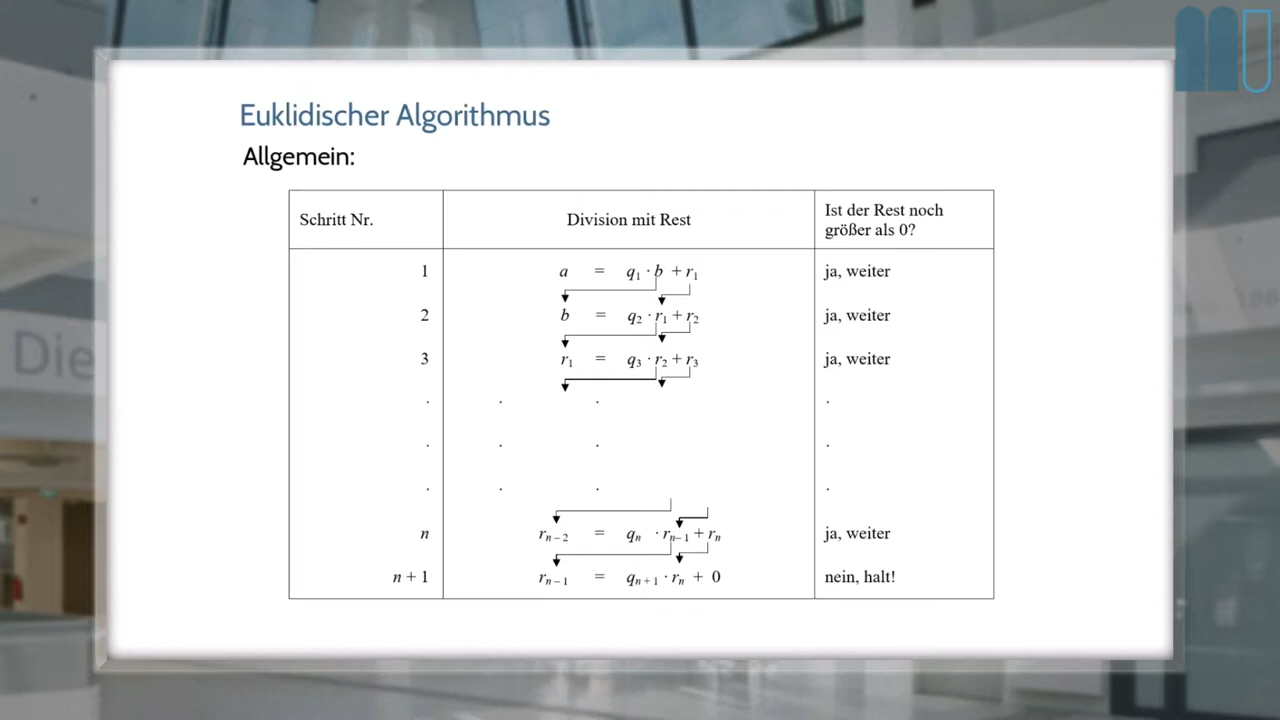 Euklidischer Algorithmus
Allgemein:
Schritt Nr.
Division mit Rest
Ist der Rest noch
größer als 0?
1 a = q₁ · b + r₁ ja, weiter
2 b = q₂ · r₁ + r₂ ja, weiter
3 r₁ = q₃ · r₂ + r₃ ja, weiter
. . . .
. . . .
. . . .
n rₙ₋₂ = qₙ · rₙ₋₁ + rₙ ja, weiter
n + 1 rₙ₋₁ = qₙ₊₁ · rₙ + 0 nein, halt!
Die